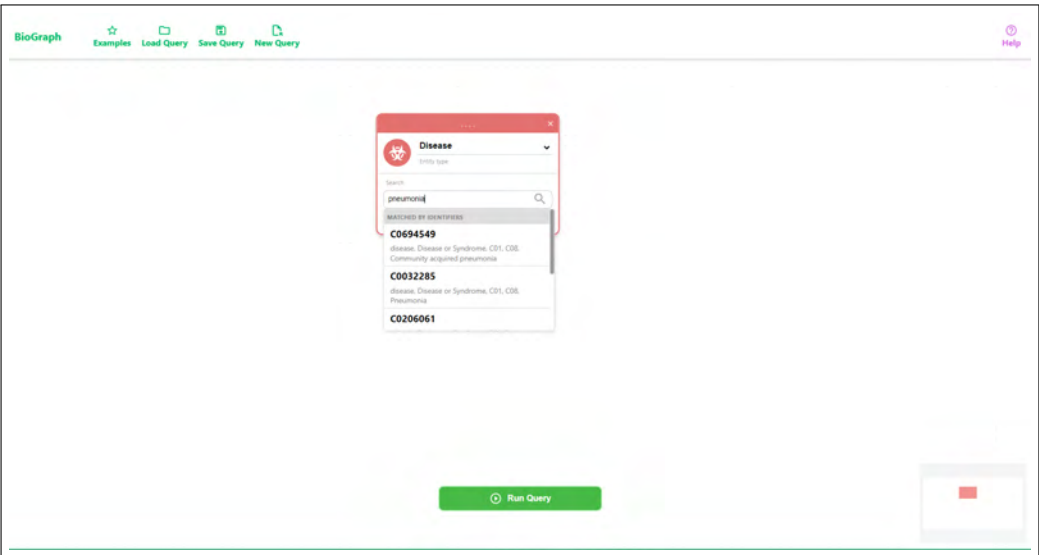 BioGraph
Examples Load Query Save Query New Query
Help
Disease
Entity type
Search
pneumonia
MATCHED BY IDENTIFIERS
C0694549
disease, Disease or Syndrome, C01, C08,
Community acquired pneumonia
C0032285
disease, Disease or Syndrome, C01, C08,
Pneumonia
C0206061
Run Query